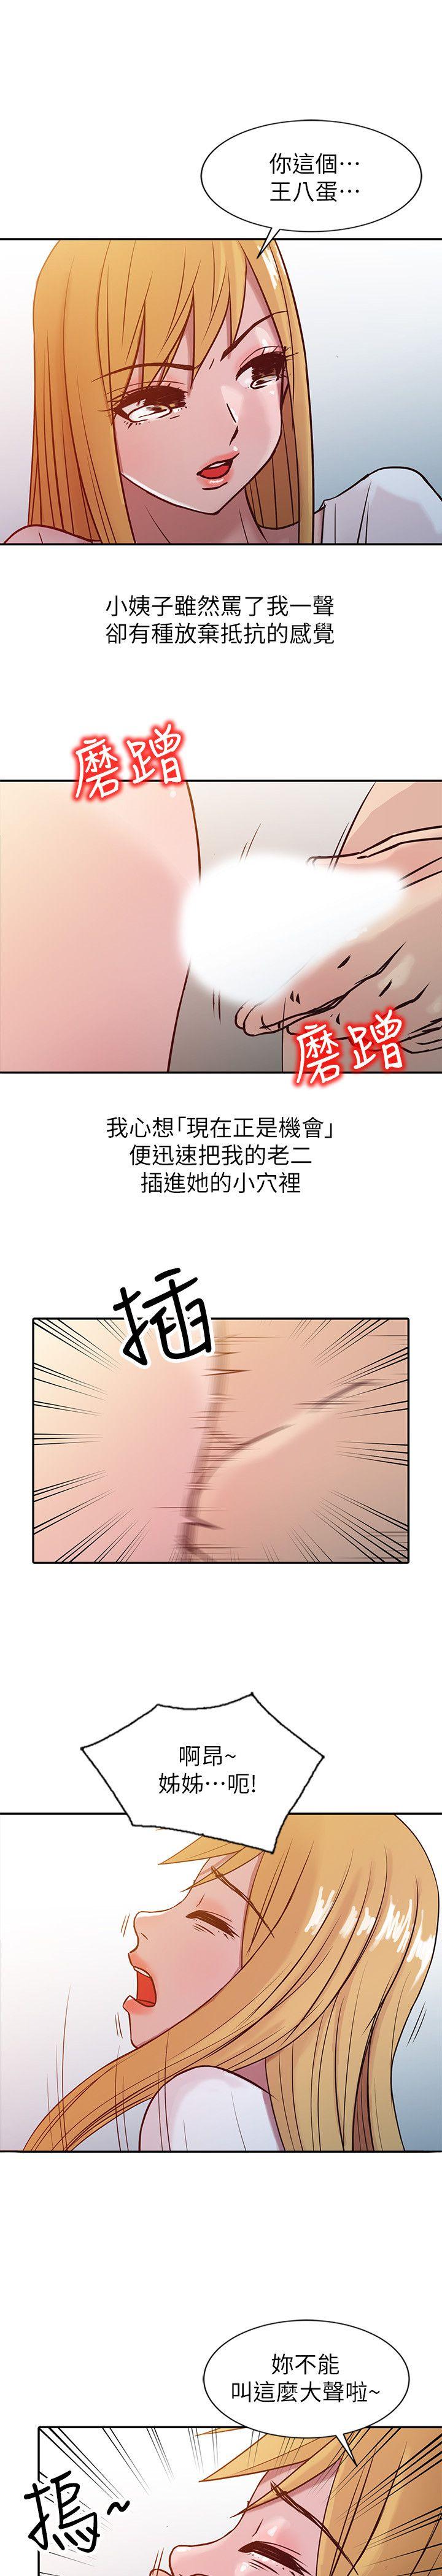 你這個⋯
王八蛋⋯
小姨子雖然罵了我一聲
卻有種放棄抵抗的感覺
磨蹭
磨蹭
我心想「現在正是機會」
便迅速把我的老二
插進她的小穴裡
插
啊昂~
姊姊⋯呃!
妳不能
叫這麼大聲啦~
摀~